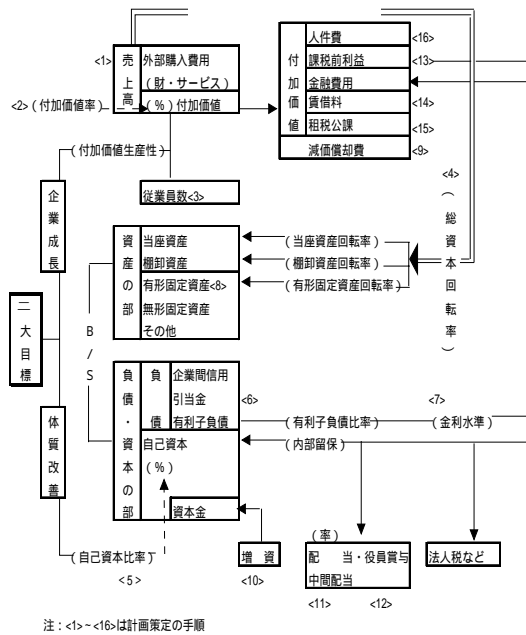 人件費 <16>
<1> 売上高 外部購入費用
(財・サービス)
付加価値 課税前利益 <13>
金融費用
<2> (付加価値率) (%) 付加価値
賃借料 <14>
租税公課 <15>
減価償却費 <9>
(付加価値生産性)
<4>
(総資本回転率)
企業成長
従業員数<3>
資産の部 当座資産 (当座資産回転率)
棚卸資産 (棚卸資産回転率)
有形固定資産<8> (有形固定資産回転率)
無形固定資産
その他
二大目標
B/S
負債・資本の部 負債 企業間信用
引当金 <6> <7>
有利子負債 (有利子負債比率) (金利水準)
体質改善
自己資本 (内部留保)
(%)
資本金
(率)
(自己資本比率) 増 資 配 当・役員賞与 法人税など
中間配当
<5> <10> <11> <12>
注:<1>~<16>は計画策定の手順